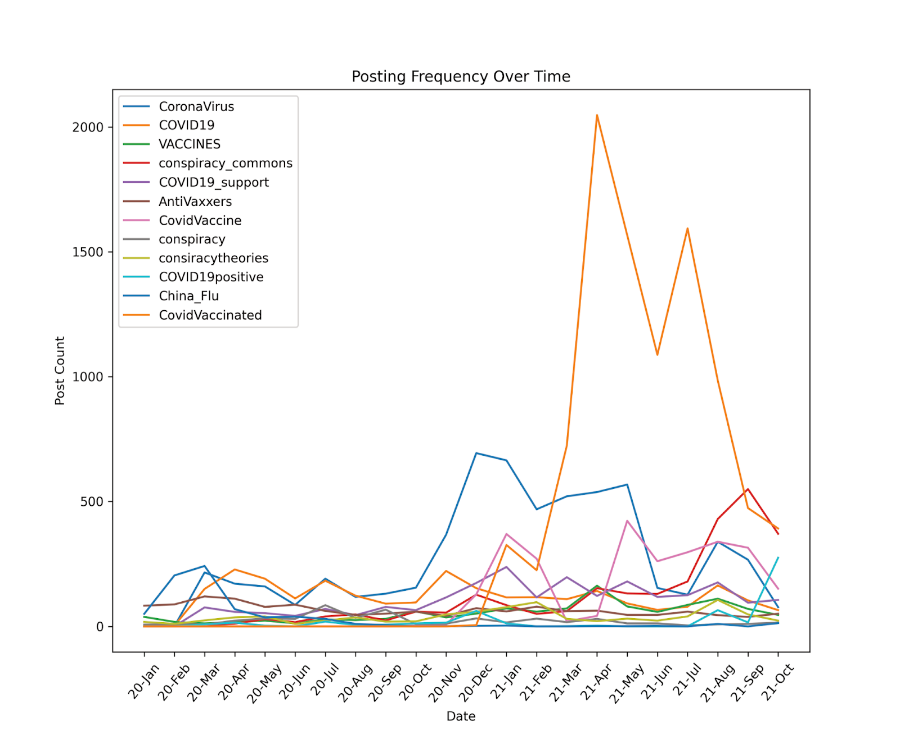 Posting Frequency Over Time
CoronaVirus
COVID19
VACCINES
conspiracy_commons
COVID19_support
AntiVaxxers
CovidVaccine
conspiracy
consiracytheories
COVID19positive
China_Flu
CovidVaccinated
2000
1500
1000
500
0
Post Count
20-Jan
20-Feb
20-Mar
20-Apr
20-May
20-Jun
20-Jul
20-Aug
20-Sep
20-Oct
20-Nov
20-Dec
21-Jan
21-Feb
21-Mar
21-Apr
21-May
21-Jun
21-Jul
21-Aug
21-Sep
21-Oct
Date